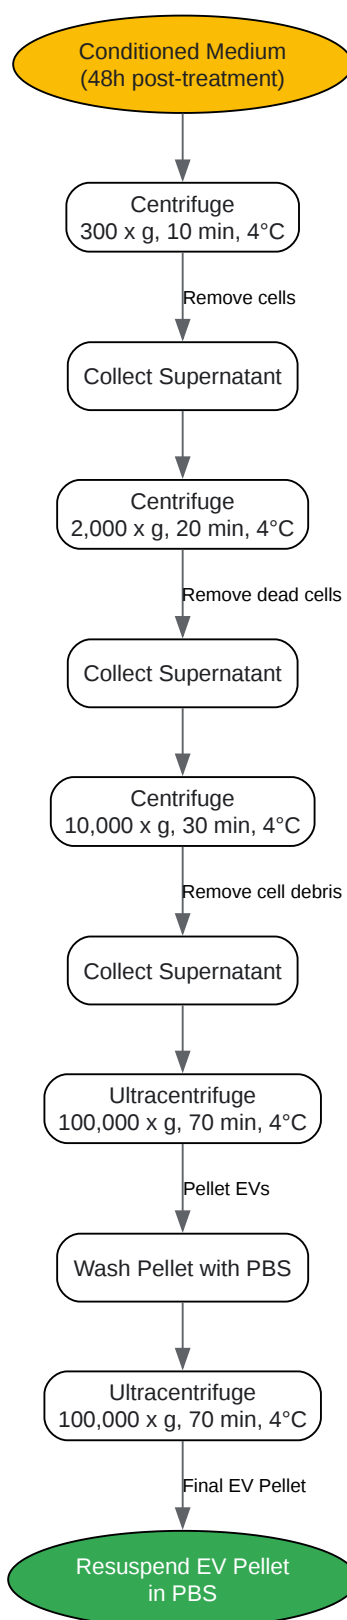 Conditioned Medium
(48h post-treatment)
Centrifuge
300 x g, 10 min, 4°C
Remove cells
Collect Supernatant
Centrifuge
2,000 x g, 20 min, 4°C
Remove dead cells
Collect Supernatant
Centrifuge
10,000 x g, 30 min, 4°C
Remove cell debris
Collect Supernatant
Ultracentrifuge
100,000 x g, 70 min, 4°C
Pellet EVs
Wash Pellet with PBS
Ultracentrifuge
100,000 x g, 70 min, 4°C
Final EV Pellet
Resuspend EV Pellet
in PBS